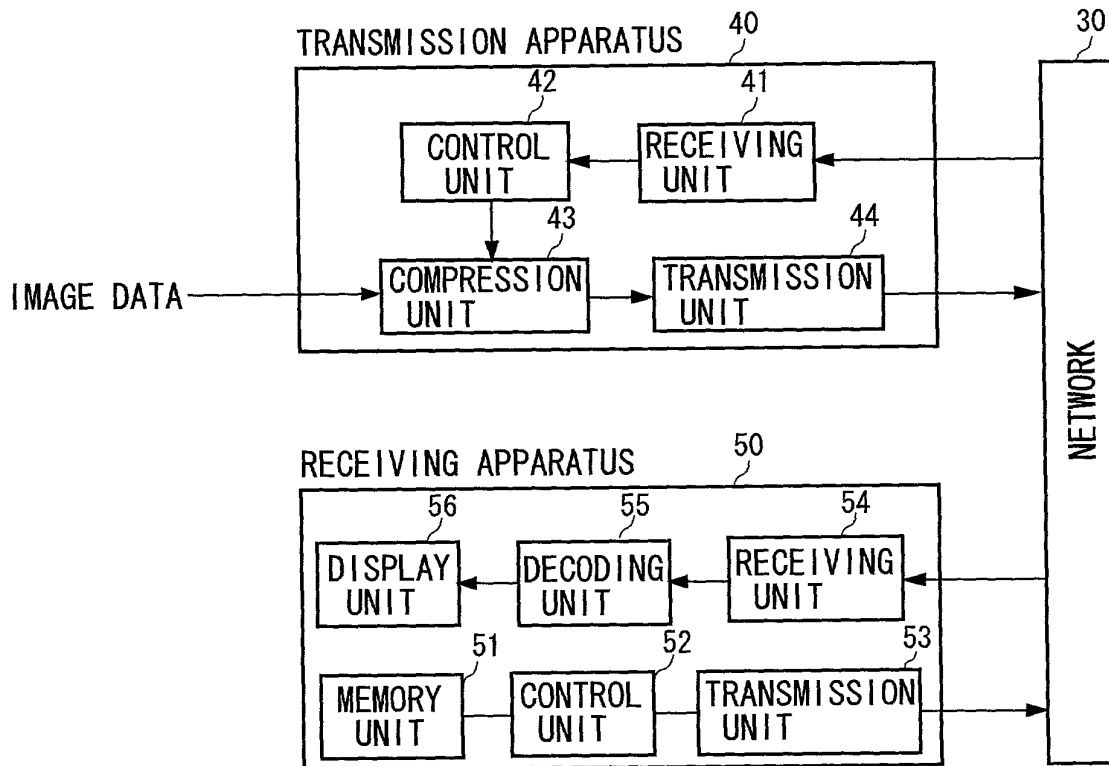 TRANSMISSION APPARATUS
40
30
42
41
CONTROL
UNIT
RECEIVING
UNIT
43
44
IMAGE DATA
COMPRESSION
UNIT
TRANSMISSION
UNIT
NETWORK
RECEIVING APPARATUS
50
56
55
54
DISPLAY
UNIT
DECODING
UNIT
RECEIVING
UNIT
51
52
53
MEMORY
UNIT
CONTROL
UNIT
TRANSMISSION
UNIT